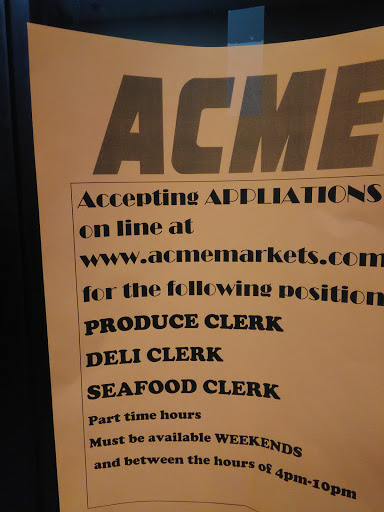 ACME
Accepting APPLIATIONS
on line at
www.acmemarkets.com
for the following position
PRODUCE CLERK
DELI CLERK
SEAFOOD CLERK
Part time hours
Must be available WEEKENDS
and between the hours of 4pm-10pm